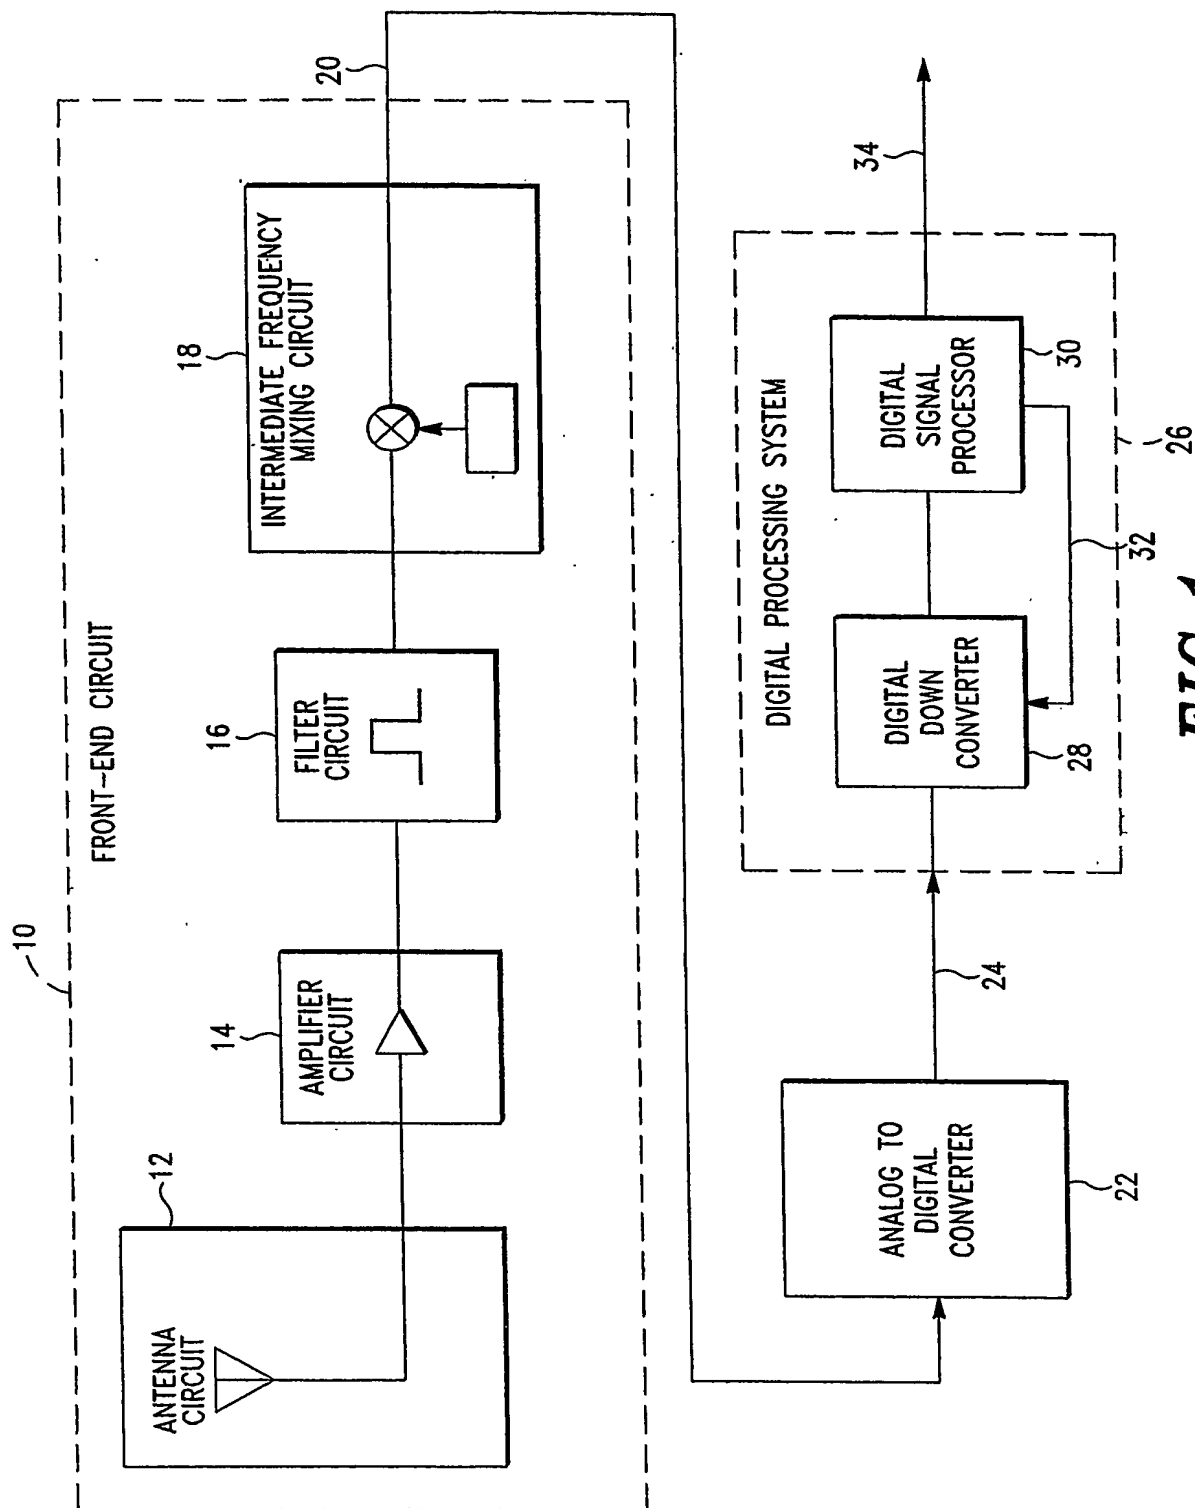 10
FRONT-END CIRCUIT
12
ANTENNA
CIRCUIT
14
AMPLIFIER
CIRCUIT
16
FILTER
CIRCUIT
18
INTERMEDIATE FREQUENCY
MIXING CIRCUIT
20
ANALOG TO
DIGITAL
CONVERTER
22
24
DIGITAL PROCESSING SYSTEM
DIGITAL
DOWN
CONVERTER
28
DIGITAL
SIGNAL
PROCESSOR
30
32
26
34
FIG. 1